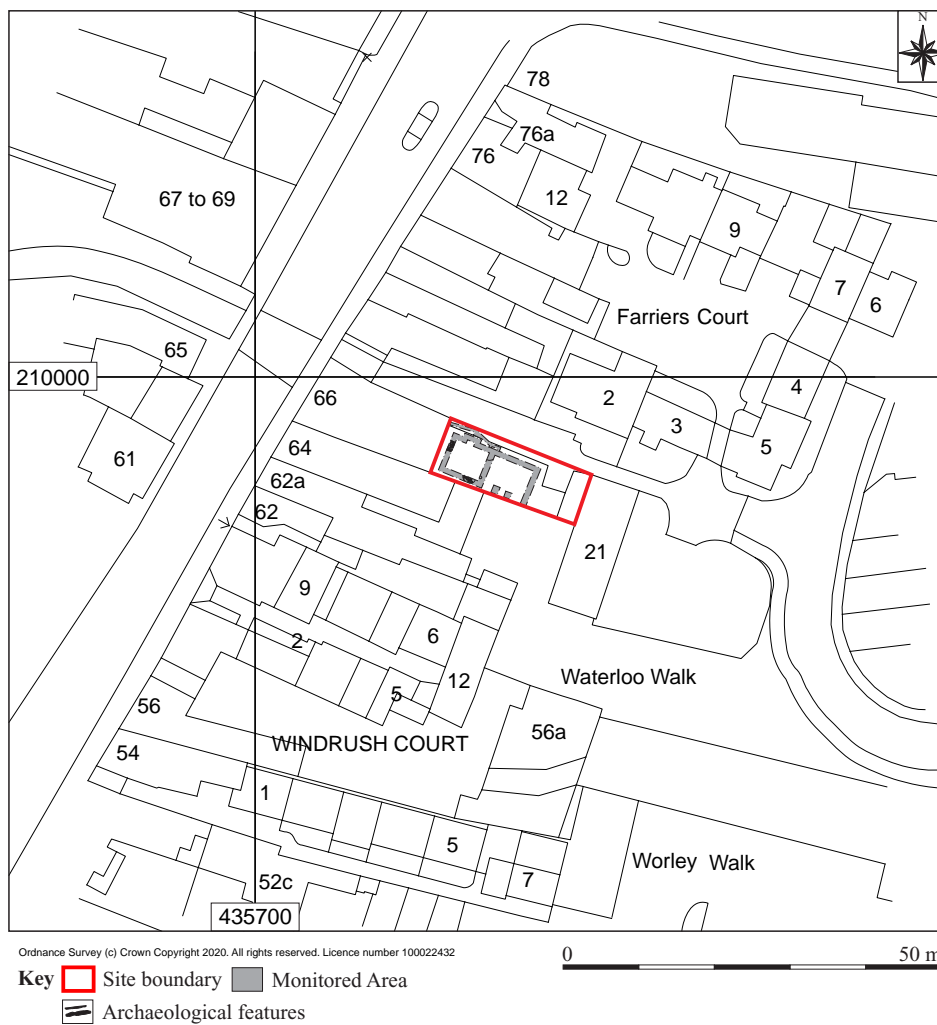 N
78
76a
76
67 to 69
12
9
7
6
Farriers Court
65
210000
66
2
4
3
5
61
64
62a
62
21
9
6
2
12
5
Waterloo Walk
56
56a
WINDRUSH COURT
54
1
5
Worley Walk
7
52c
435700
Ordnance Survey (c) Crown Copyright 2020. All rights reserved. Licence number 100022432
0 50 m
Key Site boundary Monitored Area
Archaeological features